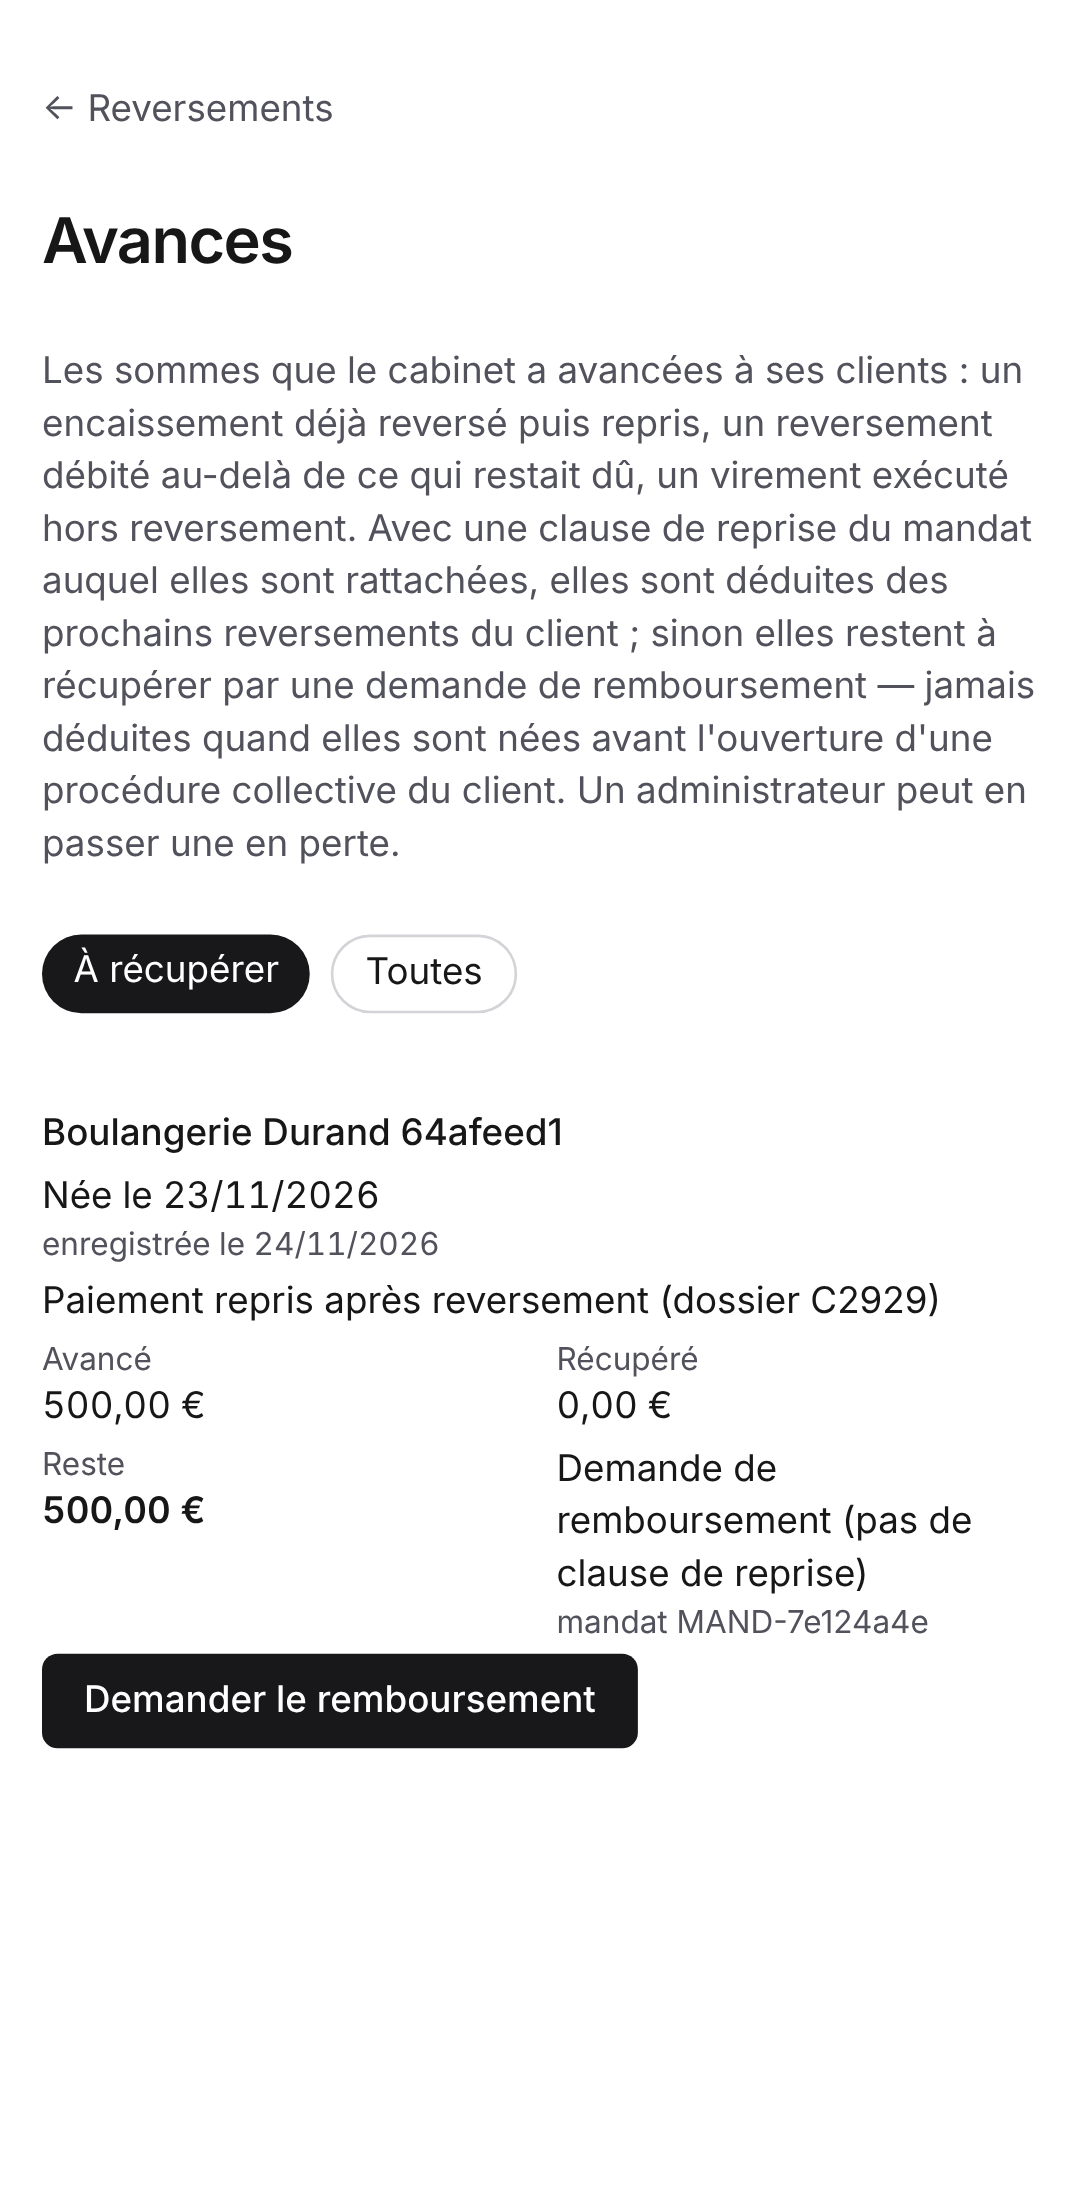 ← Reversements
Avances
Les sommes que le cabinet a avancées à ses clients : un
encaissement déjà reversé puis repris, un reversement
débité au-delà de ce qui restait dû, un virement exécuté
hors reversement. Avec une clause de reprise du mandat
auquel elles sont rattachées, elles sont déduites des
prochains reversements du client ; sinon elles restent à
récupérer par une demande de remboursement — jamais
déduites quand elles sont nées avant l'ouverture d'une
procédure collective du client. Un administrateur peut en
passer une en perte.
À récupérer
Toutes
Boulangerie Durand 64afeed1
Née le 23/11/2026
enregistrée le 24/11/2026
Paiement repris après reversement (dossier C2929)
Avancé
500,00 €
Récupéré
0,00 €
Reste
500,00 €
Demande de
remboursement (pas de
clause de reprise)
mandat MAND-7e124a4e
Demander le remboursement